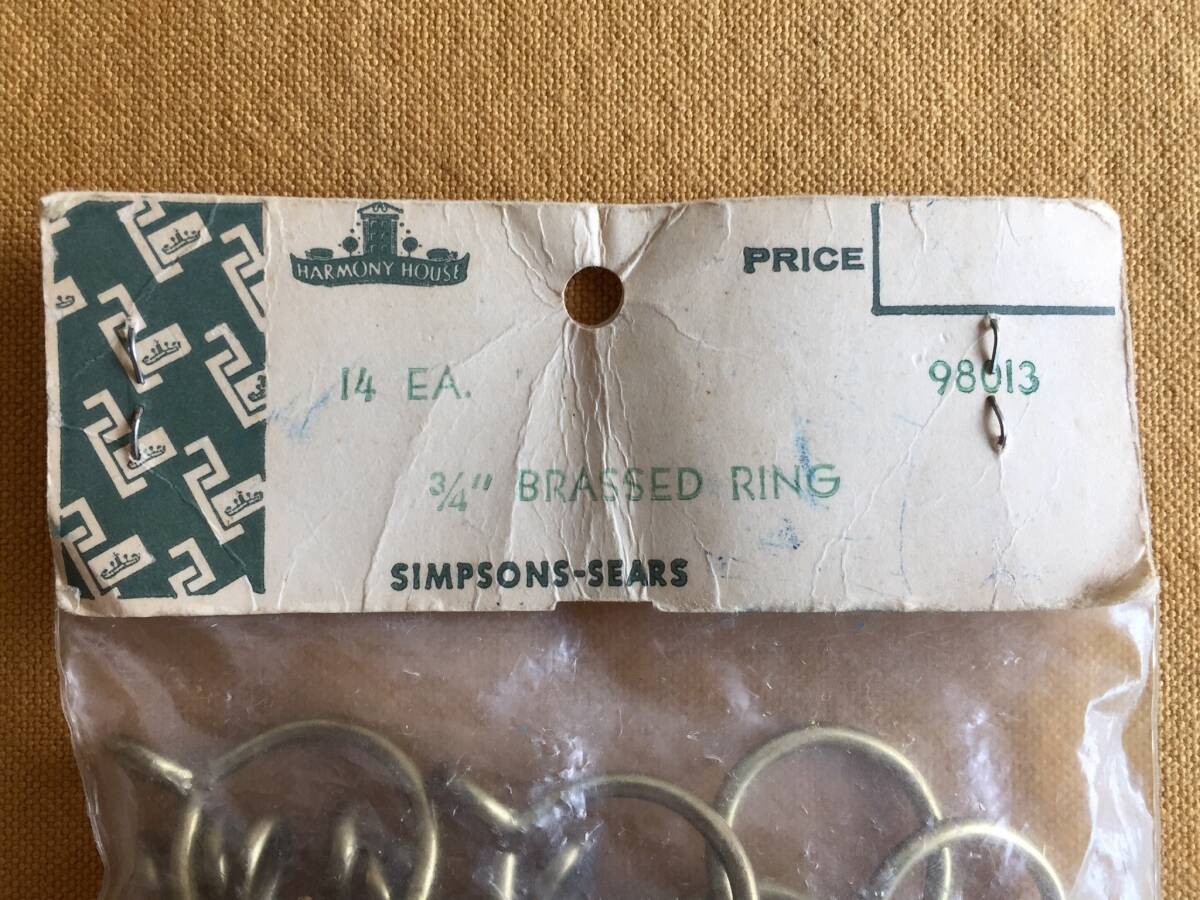 HARMONY HOUSE
PRICE
14 EA.
98013
3/4" BRASSED RING
SIMPSONS-SEARS